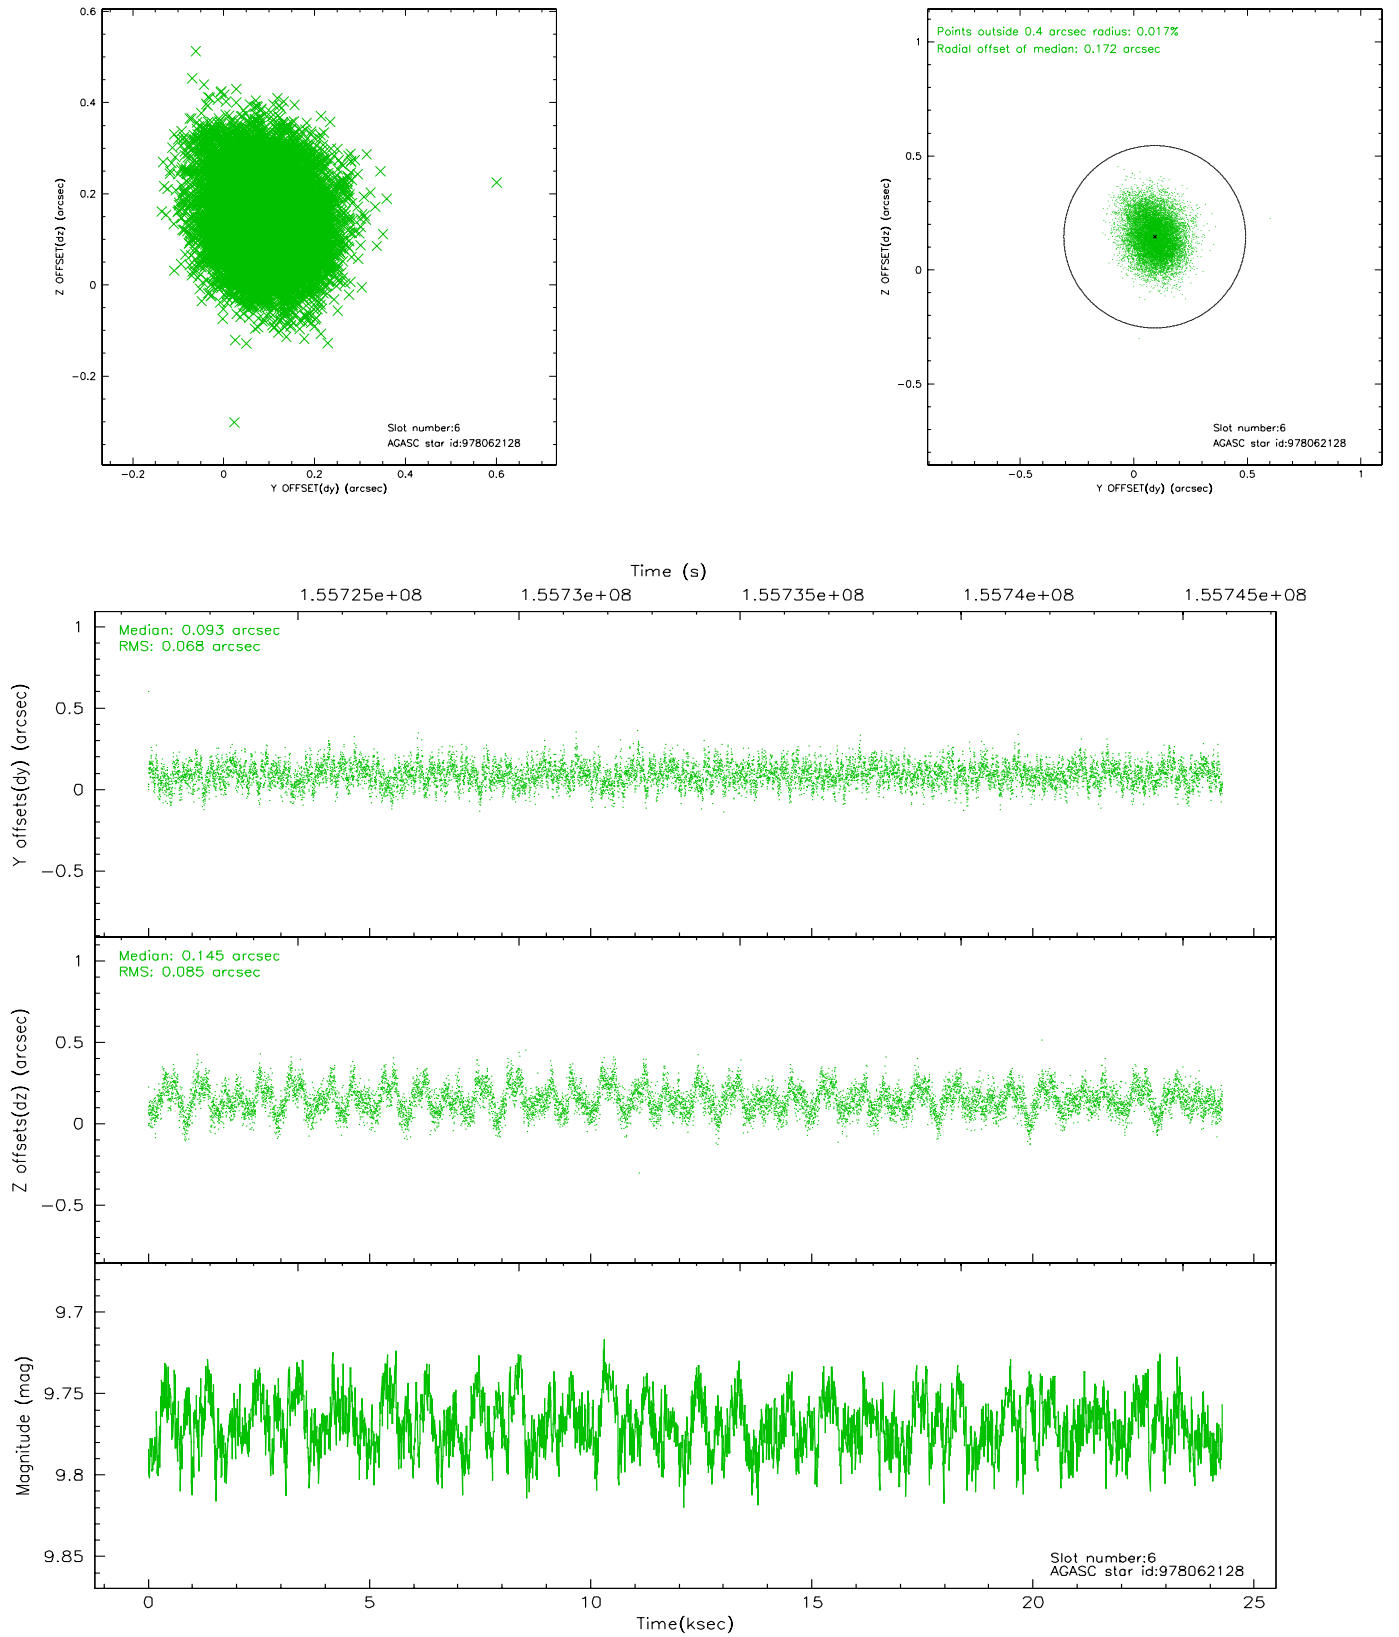 0.6
0.4
0.2
0
−0.2
Z OFFSET(dz) (arcsec)
Slot number:6
AGASC star id:978062128
−0.2 0 0.2 0.4 0.6
Y OFFSET(dy) (arcsec)
Points outside 0.4 arcsec radius: 0.017%
Radial offset of median: 0.172 arcsec
1
0.5
0
−0.5
Z OFFSET(dz) (arcsec)
Slot number:6
AGASC star id:978062128
−0.5 0 0.5 1
Y OFFSET(dy) (arcsec)
Time (s)
1.55725e+08 1.5573e+08 1.55735e+08 1.5574e+08 1.55745e+08
Median: 0.093 arcsec
RMS: 0.068 arcsec
1
0.5
0
−0.5
Y offsets(dy) (arcsec)
Median: 0.145 arcsec
RMS: 0.085 arcsec
1
0.5
0
−0.5
Z offsets(dz) (arcsec)
9.7
9.75
9.8
9.85
Magnitude (mag)
Slot number:6
AGASC star id:978062128
0 5 10 15 20 25
Time(ksec)